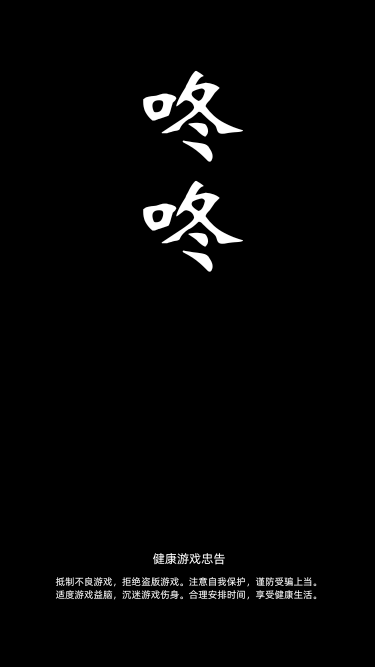 咚
咚
健康游戏忠告
抵制不良游戏，拒绝盗版游戏。注意自我保护，谨防受骗上当。
适度游戏益脑，沉迷游戏伤身。合理安排时间，享受健康生活。